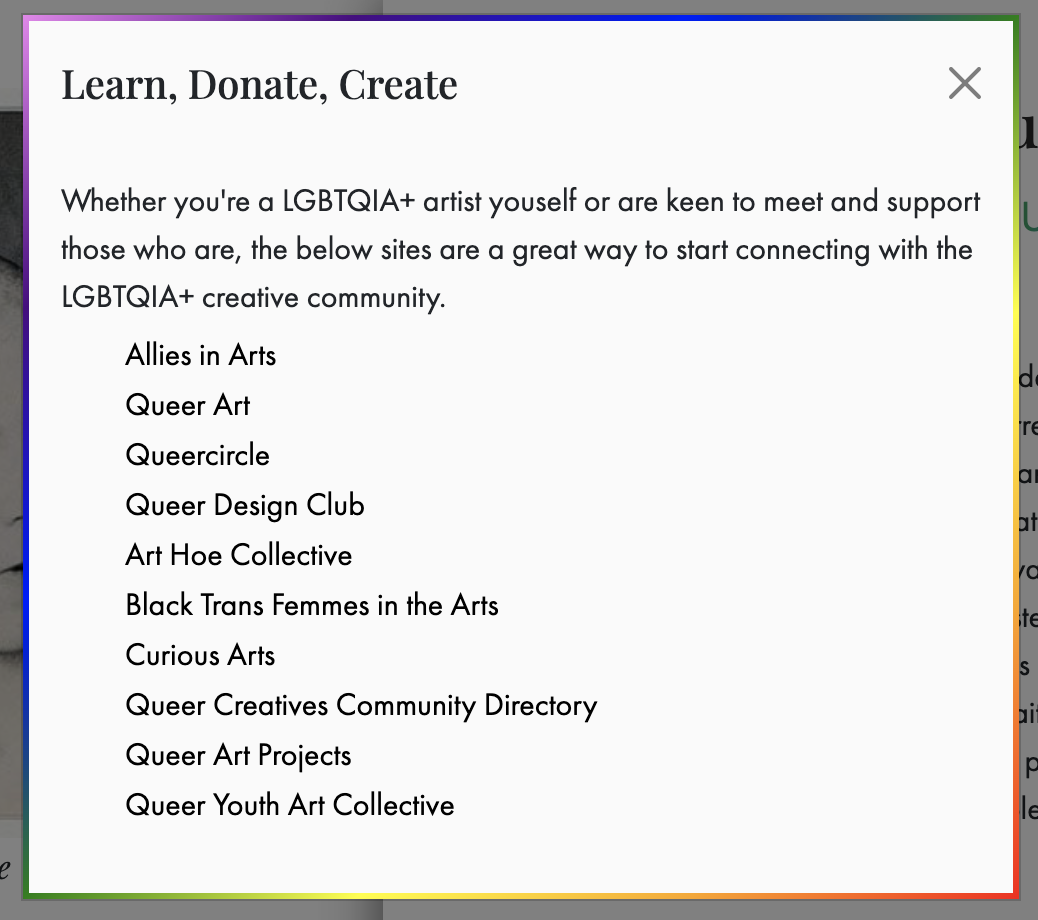 Learn, Donate, Create
Whether you're a LGBTQIA+ artist youself or are keen to meet and support
those who are, the below sites are a great way to start connecting with the
LGBTQIA+ creative community.
Allies in Arts
Queer Art
Queercircle
Queer Design Club
Art Hoe Collective
Black Trans Femmes in the Arts
Curious Arts
Queer Creatives Community Directory
Queer Art Projects
Queer Youth Art Collective